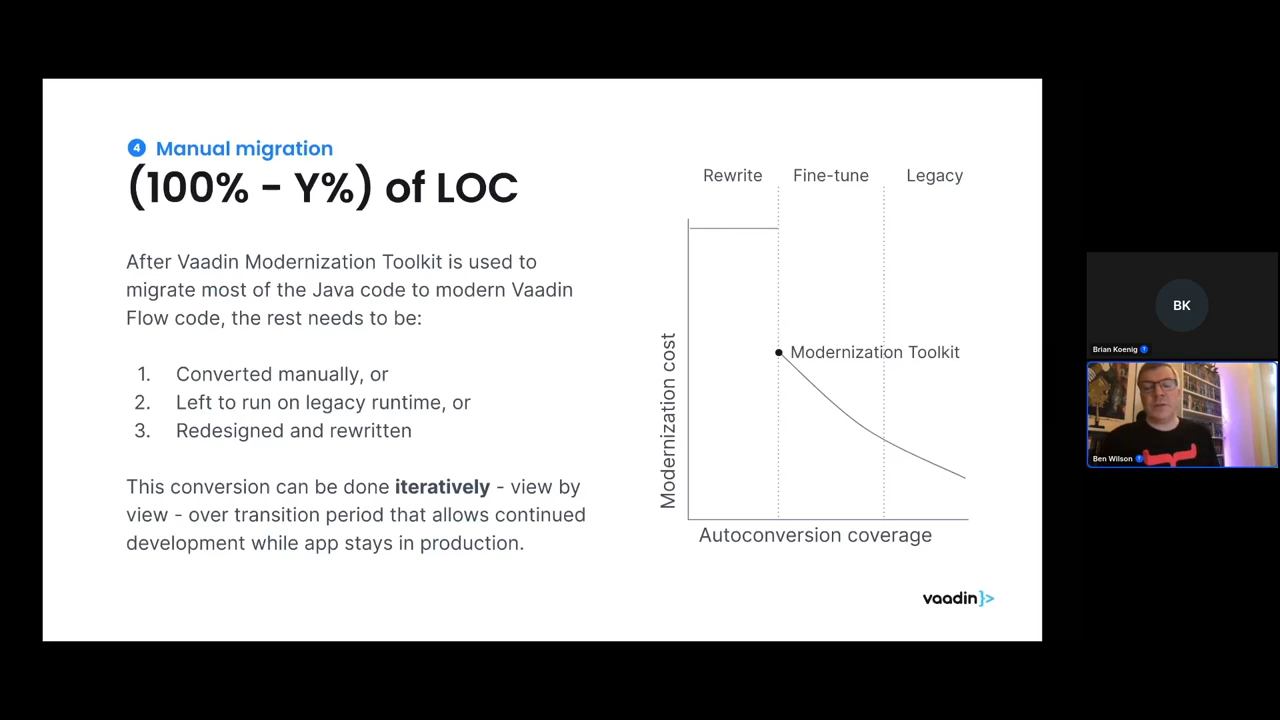 4 Manual migration
(100% - Y%) of LOC
After Vaadin Modernization Toolkit is used to
migrate most of the Java code to modern Vaadin
Flow code, the rest needs to be:
1. Converted manually, or
2. Left to run on legacy runtime, or
3. Redesigned and rewritten
This conversion can be done iteratively - view by
view - over transition period that allows continued
development while app stays in production.
Rewrite Fine-tune Legacy
Modernization Toolkit
Modernization cost
Autoconversion coverage
vaadin}>
BK
Brian Koenig
Ben Wilson